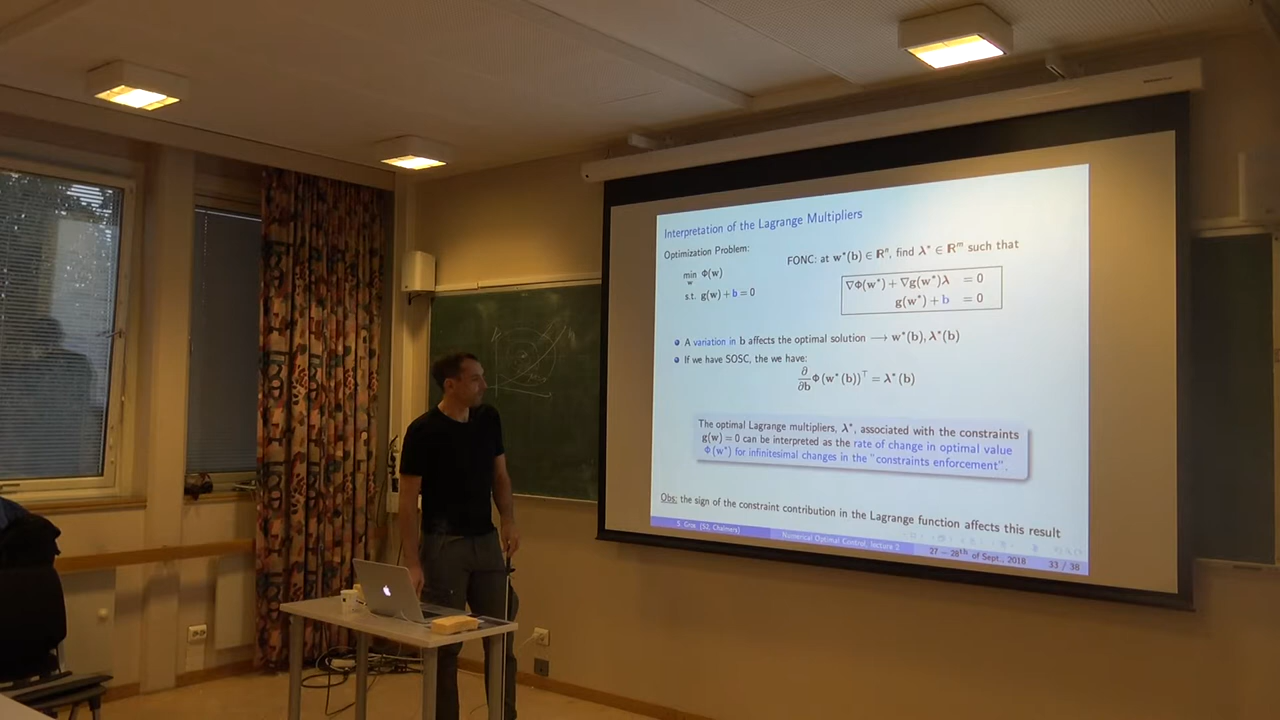 Interpretation of the Lagrange Multipliers
Optimization Problem:
min Φ(w)
w
s.t. g(w) + b = 0
FONC: at w*(b) ∈ ℝⁿ, find λ* ∈ ℝᵐ such that
∇Φ(w*) + ∇g(w*)λ = 0
g(w*) + b = 0
A variation in b affects the optimal solution ⟶ w*(b), λ*(b)
If we have SOSC, the we have:
∂/∂b Φ(w*(b))ᵀ = λ*(b)
The optimal Lagrange multipliers, λ*, associated with the constraints
g(w) = 0 can be interpreted as the rate of change in optimal value
Φ(w*) for infinitesimal changes in the "constraints enforcement".
Obs: the sign of the constraint contribution in the Lagrange function affects this result
S. Gros (S2, Chalmers) Numerical Optimal Control, lecture 2 27 – 28th of Sept., 2018 33 / 38